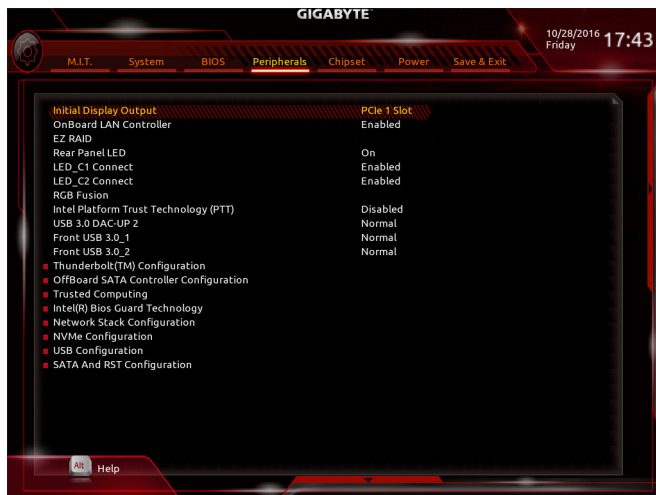 GIGABYTE™
10/28/2016 Friday 17:43
M.I.T. System BIOS Peripherals Chipset Power Save & Exit
Initial Display Output PCIe 1 Slot
OnBoard LAN Controller Enabled
EZ RAID
Rear Panel LED On
LED_C1 Connect Enabled
LED_C2 Connect Enabled
RGB Fusion
Intel Platform Trust Technology (PTT) Disabled
USB 3.0 DAC-UP 2 Normal
Front USB 3.0_1 Normal
Front USB 3.0_2 Normal
Thunderbolt(TM) Configuration
OffBoard SATA Controller Configuration
Trusted Computing
Intel(R) Bios Guard Technology
Network Stack Configuration
NVMe Configuration
USB Configuration
SATA And RST Configuration
Alt Help